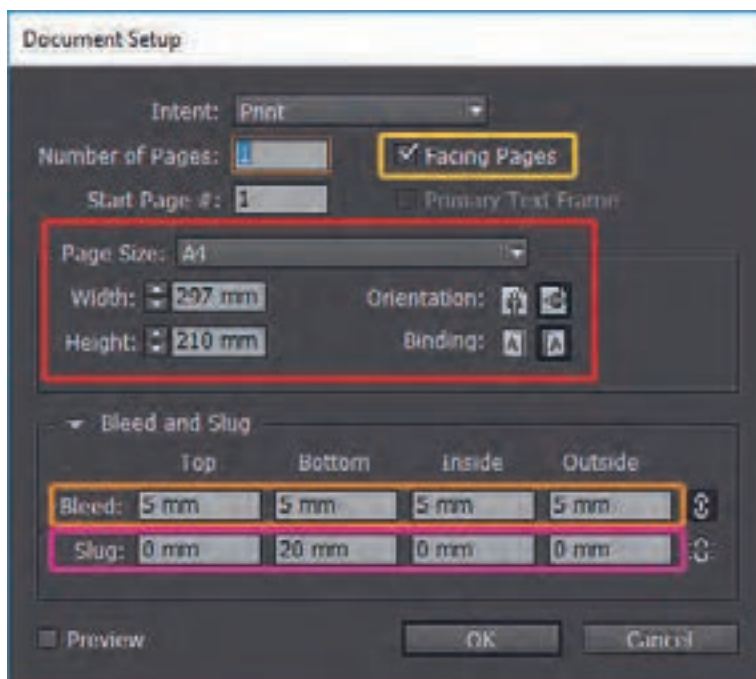 Document Setup
Intent: Print
Number of Pages: 1 Facing Pages
Start Page #: 1 Primary Text Frame
Page Size: A4
Width: 297 mm Orientation:
Height: 210 mm Binding: A A
Bleed and Slug
Top Bottom Inside Outside
Bleed: 5 mm 5 mm 5 mm 5 mm
Slug: 0 mm 20 mm 0 mm 0 mm
Preview OK Cancel